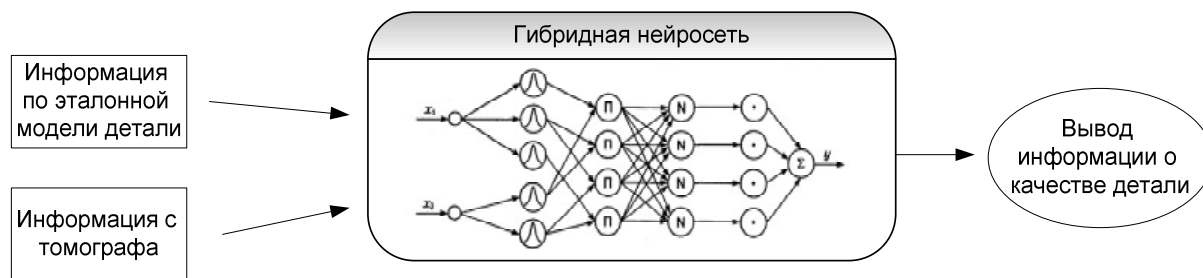 Гибридная нейросеть
Информация
по эталонной
модели детали
Информация с
томографа
x₁
x₂
П
П
П
П
N
N
N
N
Σ
y
Вывод
информации о
качестве детали